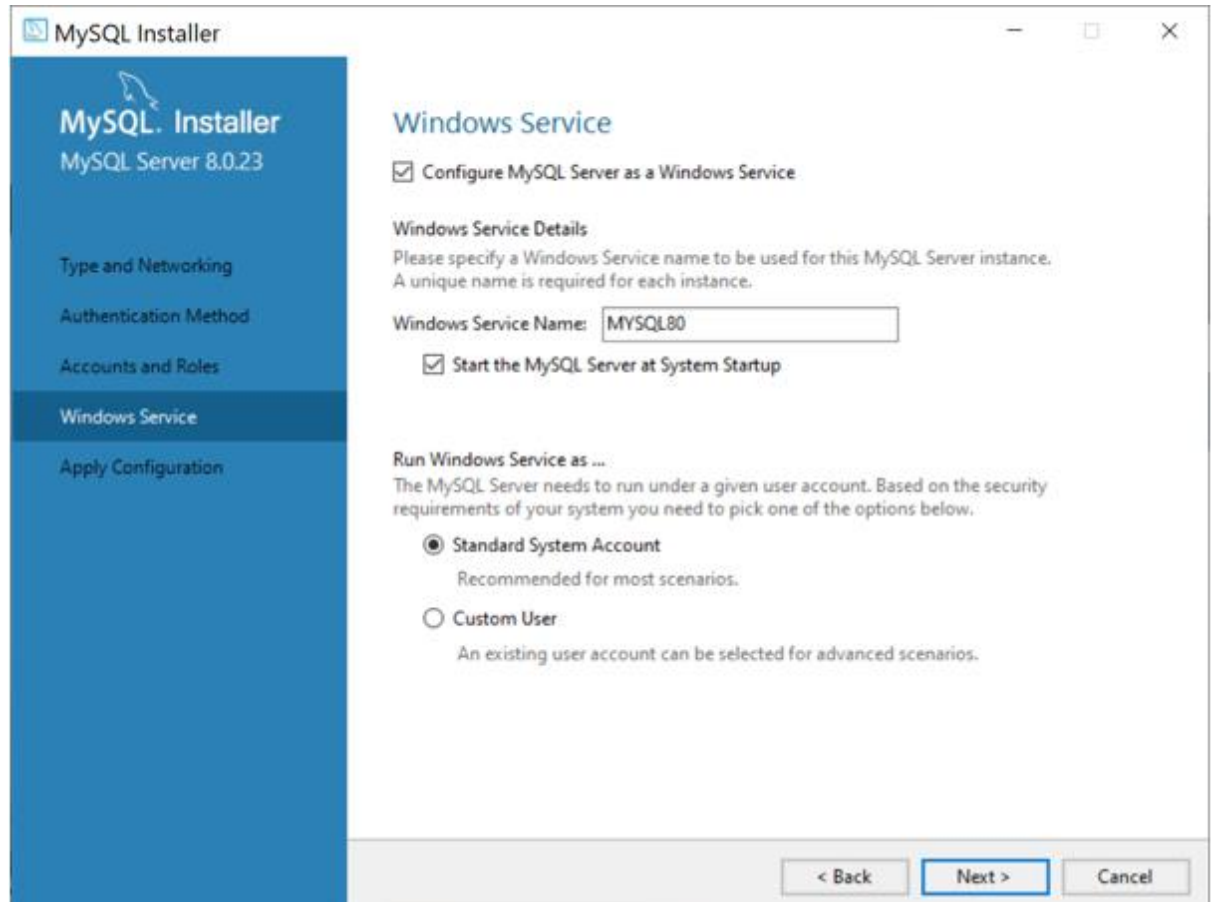 MySQL Installer
MySQL. Installer
MySQL Server 8.0.23
Type and Networking
Authentication Method
Accounts and Roles
Windows Service
Apply Configuration
Windows Service
Configure MySQL Server as a Windows Service
Windows Service Details
Please specify a Windows Service name to be used for this MySQL Server instance.
A unique name is required for each instance.
Windows Service Name: MYSQL80
Start the MySQL Server at System Startup
Run Windows Service as ...
The MySQL Server needs to run under a given user account. Based on the security
requirements of your system you need to pick one of the options below.
Standard System Account
Recommended for most scenarios.
Custom User
An existing user account can be selected for advanced scenarios.
< Back Next > Cancel